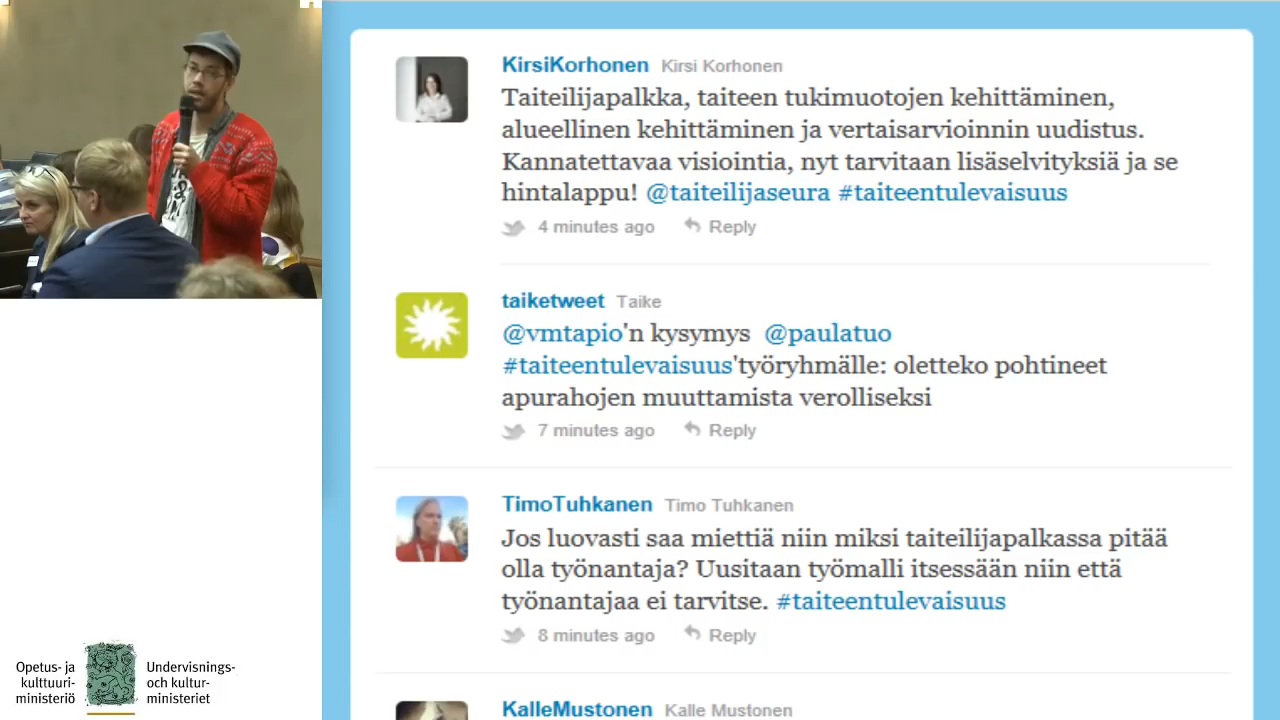 KirsiKorhonen Kirsi Korhonen
Taiteilijapalkka, taiteen tukimuotojen kehittäminen,
alueellinen kehittäminen ja vertaisarvioinnin uudistus.
Kannatettavaa visiointia, nyt tarvitaan lisäselvityksiä ja se
hintalappu! @taiteilijaseura #taiteentulevaisuus
4 minutes ago Reply
taiketweet Taike
@vmtapio'n kysymys @paulatuo
#taiteentulevaisuus'työryhmälle: oletteko pohtineet
apurahojen muuttamista verolliseksi
7 minutes ago Reply
TimoTuhkanen Timo Tuhkanen
Jos luovasti saa miettiä niin miksi taiteilijapalkassa pitää
olla työnantaja? Uusitaan työmalli itsessään niin että
työnantajaa ei tarvitse. #taiteentulevaisuus
8 minutes ago Reply
KalleMustonen Kalle Mustonen
Opetus- ja
kulttuuri-
ministeriö
Undervisnings-
och kultur-
ministeriet